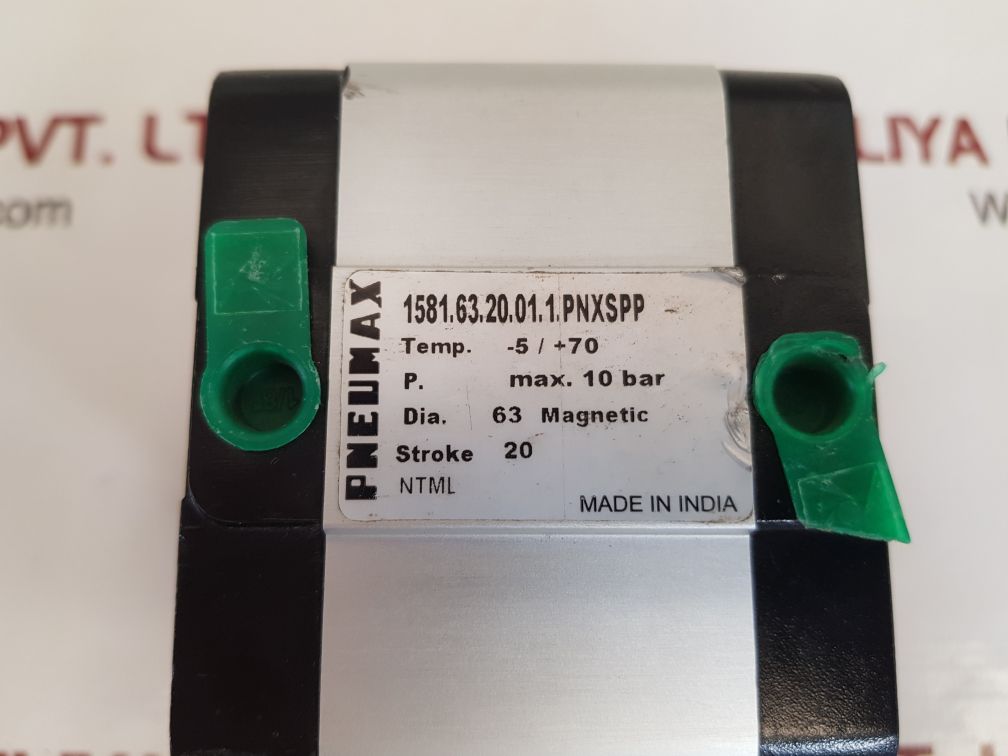 PVT. LT
LIYA
com
W
PNEUMAX
1581.63.20.01.1.PNXSPP
Temp. -5 / +70
P. max. 10 bar
Dia. 63 Magnetic
Stroke 20
NTML
MADE IN INDIA